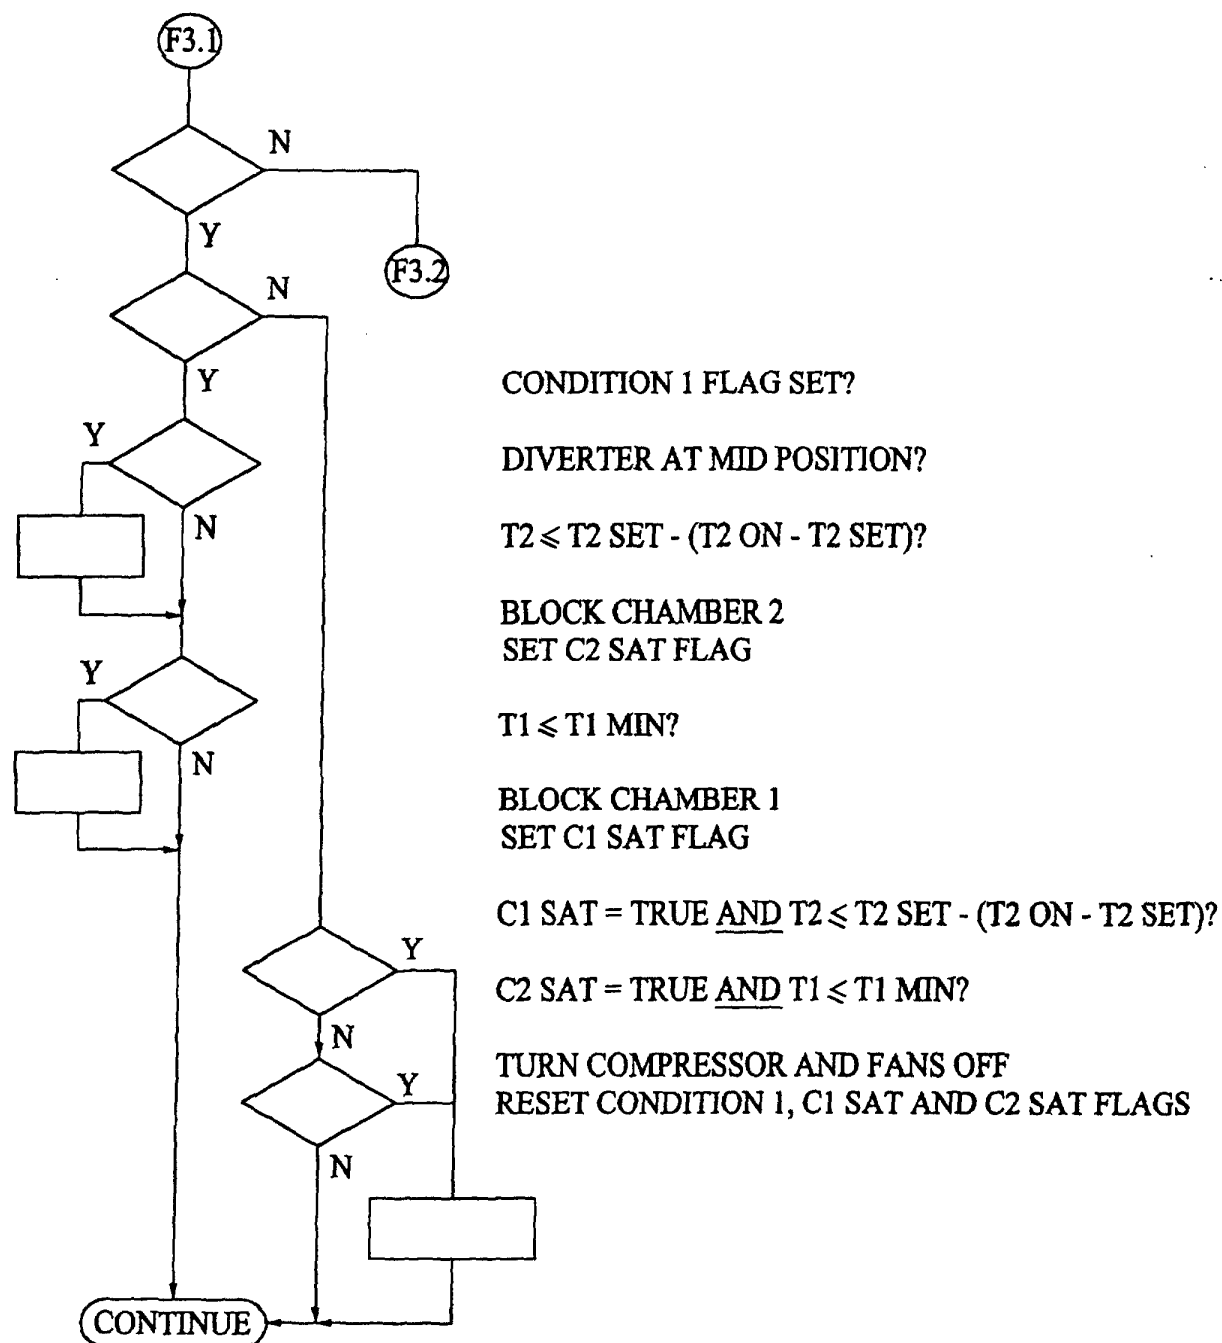 F3.1
N
Y
F3.2
N
Y
Y
N
Y
N
CONDITION 1 FLAG SET?
DIVERTER AT MID POSITION?
T2 ⩽ T2 SET - (T2 ON - T2 SET)?
BLOCK CHAMBER 2
SET C2 SAT FLAG
T1 ⩽ T1 MIN?
BLOCK CHAMBER 1
SET C1 SAT FLAG
C1 SAT = TRUE AND T2 ⩽ T2 SET - (T2 ON - T2 SET)?
C2 SAT = TRUE AND T1 ⩽ T1 MIN?
TURN COMPRESSOR AND FANS OFF
RESET CONDITION 1, C1 SAT AND C2 SAT FLAGS
Y
N
Y
N
CONTINUE